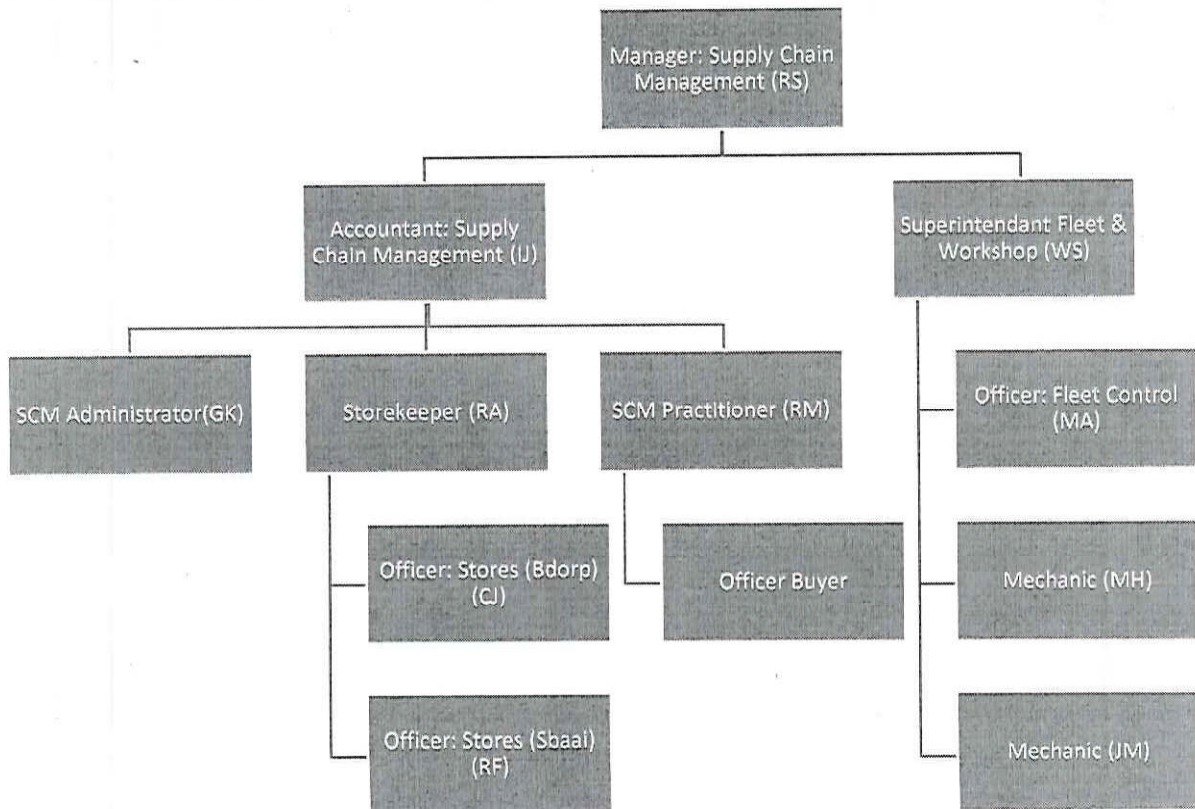 Manager: Supply Chain
Management (RS)
Accountant: Supply
Chain Management (IJ)
Superintendant Fleet &
Workshop (WS)
SCM Administrator(GK)
Storekeeper (RA)
SCM Practitioner (RM)
Officer: Fleet Control
(MA)
Officer: Stores (Bdorp)
(CJ)
Officer Buyer
Mechanic (MH)
Officer: Stores (Sbaai)
(RF)
Mechanic (JM)